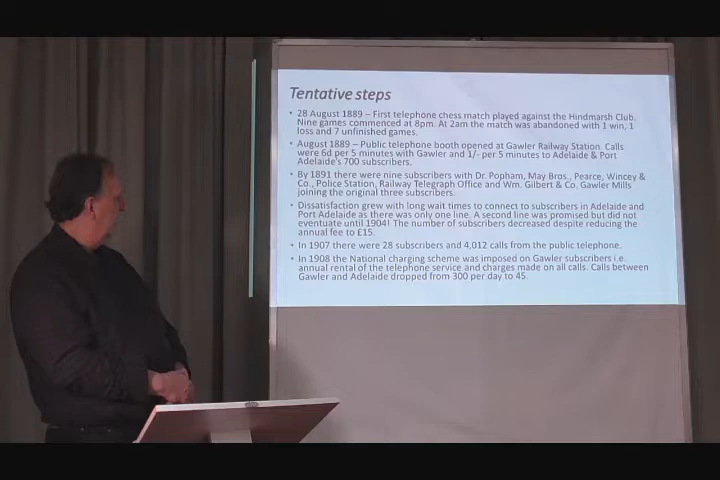 Tentative steps
• 28 August 1889 – First telephone chess match played against the Hindmarsh Club.
Nine games commenced at 8pm. At 2am the match was abandoned with 1 win, 1
loss and 7 unfinished games.
• August 1889 – Public telephone booth opened at Gawler Railway Station. Calls
were 6d per 5 minutes with Gawler and 1/- per 5 minutes to Adelaide & Port
Adelaide's 700 subscribers.
• By 1891 there were nine subscribers with Dr. Popham, May Bros., Pearce, Wincey &
Co., Police Station, Railway Telegraph Office and Wm. Gilbert & Co. Gawler Mills
joining the original three subscribers.
• Dissatisfaction grew with long wait times to connect to subscribers in Adelaide and
Port Adelaide as there was only one line. A second line was promised but did not
eventuate until 1904! The number of subscribers decreased despite reducing the
annual fee to £15.
• In 1907 there were 28 subscribers and 4,012 calls from the public telephone.
• In 1908 the National charging scheme was imposed on Gawler subscribers i.e.
annual rental of the telephone service and charges made on all calls. Calls between
Gawler and Adelaide dropped from 300 per day to 45.